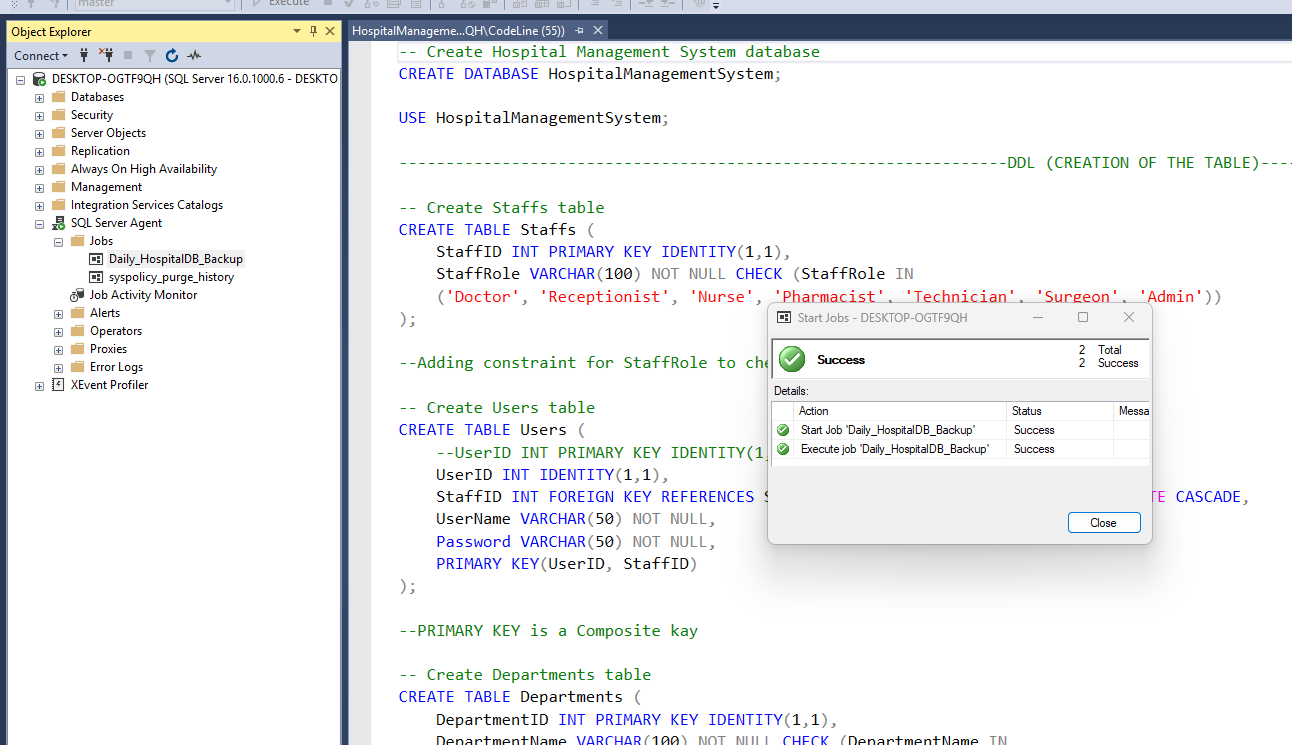 master
Execute
Object Explorer
Connect
DESKTOP-OGTF9QH (SQL Server 16.0.1000.6 - DESKTO
Databases
Security
Server Objects
Replication
Always On High Availability
Management
Integration Services Catalogs
SQL Server Agent
Jobs
Daily_HospitalDB_Backup
syspolicy_purge_history
Job Activity Monitor
Alerts
Operators
Proxies
Error Logs
XEvent Profiler
HospitalManageme...QH\CodeLine (55))
-- Create Hospital Management System database
CREATE DATABASE HospitalManagementSystem;
USE HospitalManagementSystem;
-----------------------------------------------------------------DDL (CREATION OF THE TABLE)----
-- Create Staffs table
CREATE TABLE Staffs (
StaffID INT PRIMARY KEY IDENTITY(1,1),
StaffRole VARCHAR(100) NOT NULL CHECK (StaffRole IN
('Doctor', 'Receptionist', 'Nurse', 'Pharmacist', 'Technician', 'Surgeon', 'Admin'))
);
--Adding constraint for StaffRole to che
-- Create Users table
CREATE TABLE Users (
--UserID INT PRIMARY KEY IDENTITY(1,
UserID INT IDENTITY(1,1),
StaffID INT FOREIGN KEY REFERENCES S TE CASCADE,
UserName VARCHAR(50) NOT NULL,
Password VARCHAR(50) NOT NULL,
PRIMARY KEY(UserID, StaffID)
);
--PRIMARY KEY is a Composite kay
-- Create Departments table
CREATE TABLE Departments (
DepartmentID INT PRIMARY KEY IDENTITY(1,1),
DepartmentName VARCHAR(100) NOT NULL CHECK (DepartmentName IN
Start Jobs - DESKTOP-OGTF9QH
Success
2 Total
2 Success
Details:
Action Status Messa
Start Job 'Daily_HospitalDB_Backup' Success
Execute job 'Daily_HospitalDB_Backup' Success
Close